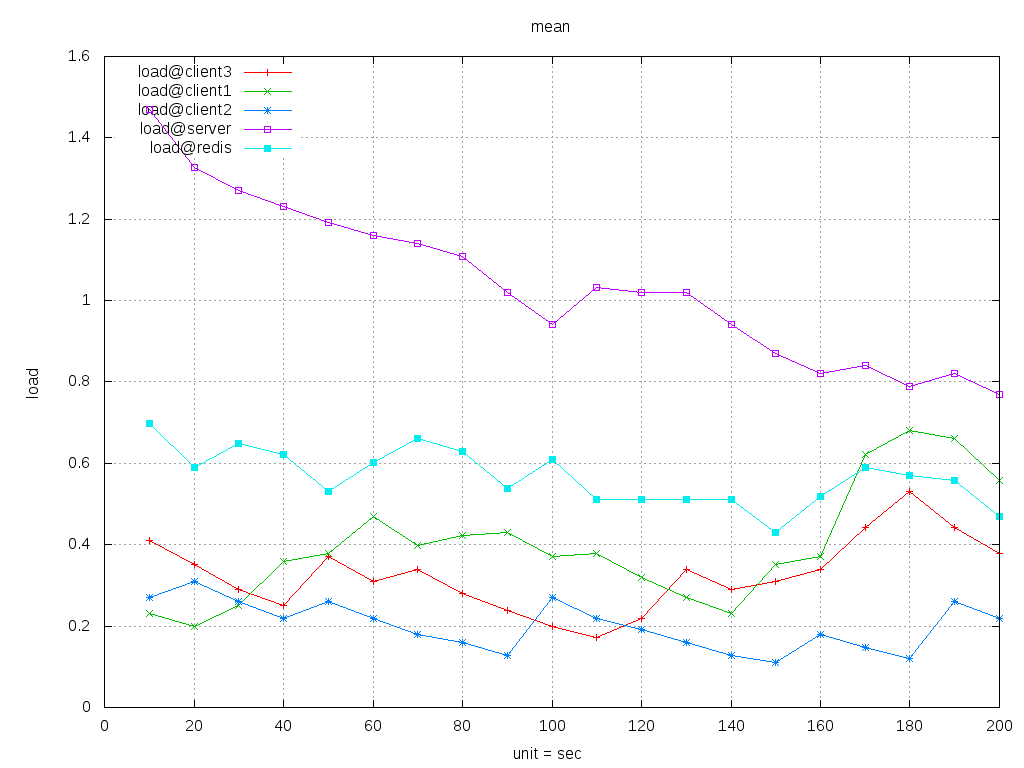 mean
1.6
load@client3
load@client1
load@client2
load@server
load@redis
1.4
1.2
1
0.8
0.6
0.4
0.2
0
load
0 20 40 60 80 100 120 140 160 180 200
unit = sec